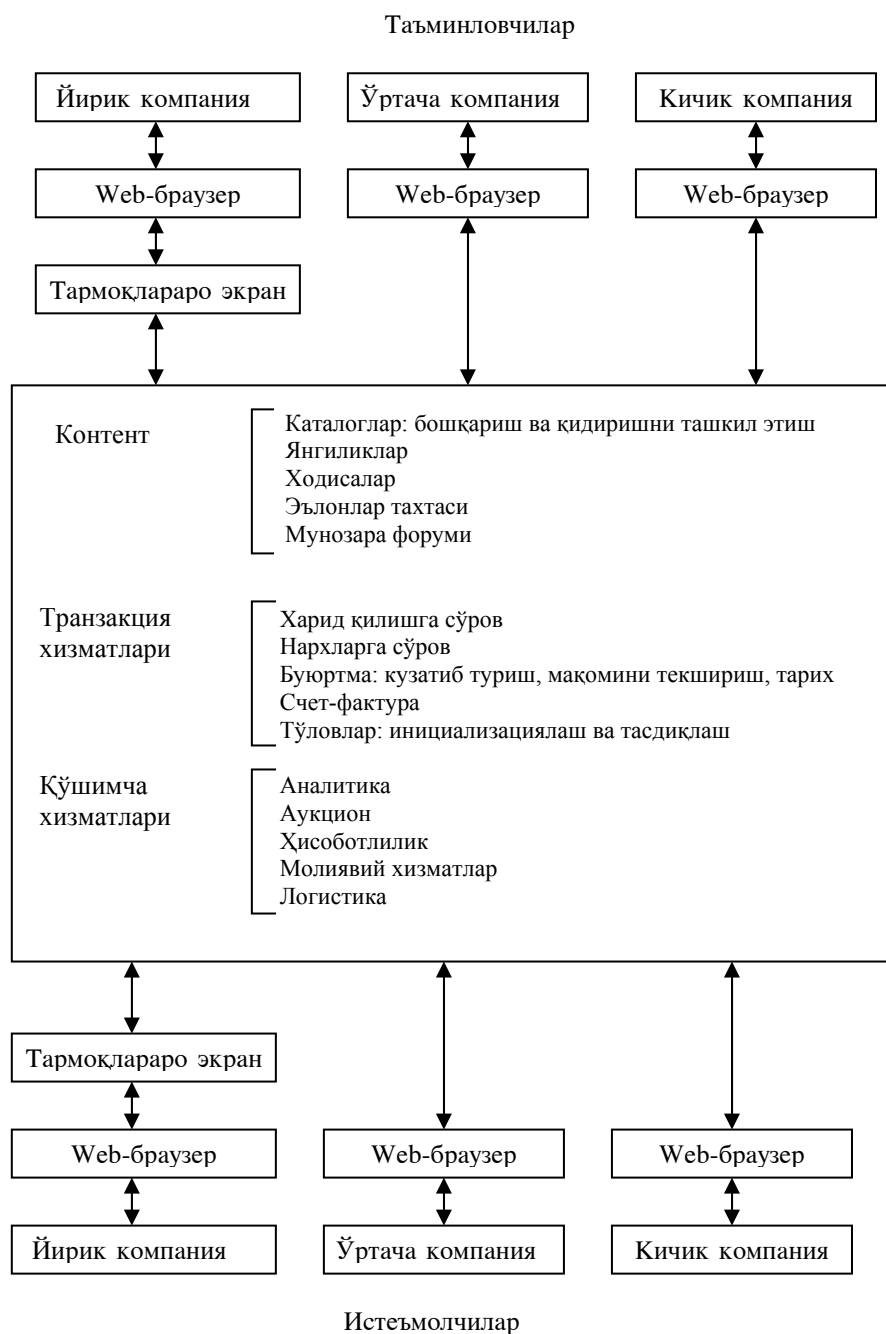 Таъминловчилар
Йирик компания
Ўртача компания
Кичик компания
Web-браузер
Web-браузер
Web-браузер
Тармоқлараро экран
Контент
Каталоглар: бошқариш ва қидиришни ташкил этиш
Янгиликлар
Ходисалар
Эълонлар тахтаси
Мунозара форуми
Транзакция
хизматлари
Харид қилишга сўров
Нархларга сўров
Буюртма: кузатиб туриш, мақомини текшириш, тарих
Счет-фактура
Тўловлар: инициализациялаш ва тасдиқлаш
Қўшимча
хизматлари
Аналитика
Аукцион
Ҳисоботлилик
Молиявий хизматлар
Логистика
Тармоқлараро экран
Web-браузер
Web-браузер
Web-браузер
Йирик компания
Ўртача компания
Кичик компания
Истеъмолчилар